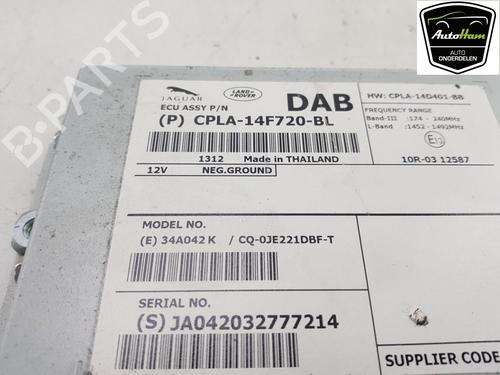 AutoHam
AUTO
ONDERDELEN
JAGUAR
LAND ROVER
DAB
HW: CPLA-14D401-BB
ECU ASSY P/N
(P) CPLA-14F720-BL
FREQUENCY RANGE
Band-III :174 - 240MHz
L-Band :1452 - 1492MHz
1312 Made in THAILAND
10R-03 12587
12V NEG.GROUND
MODEL NO.
(E) 34A042 K / CQ-0JE221DBF-T
SERIAL NO.
(S) JA042032777214
SUPPLIER CODE
B-Parts